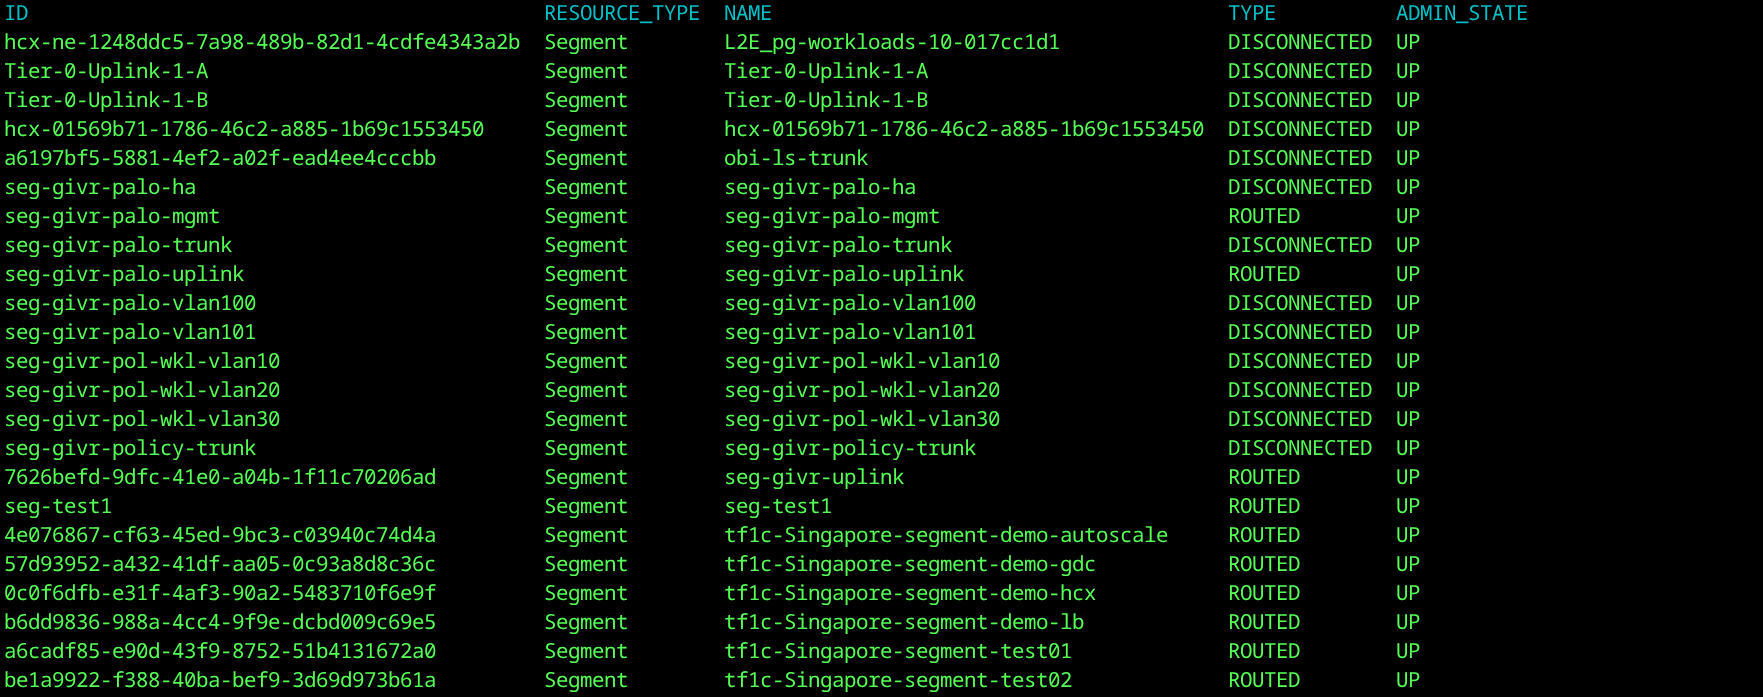 ID RESOURCE_TYPE NAME TYPE ADMIN_STATE
hcx-ne-1248ddc5-7a98-489b-82d1-4cdfe4343a2b Segment L2E_pg-workloads-10-017cc1d1 DISCONNECTED UP
Tier-0-Uplink-1-A Segment Tier-0-Uplink-1-A DISCONNECTED UP
Tier-0-Uplink-1-B Segment Tier-0-Uplink-1-B DISCONNECTED UP
hcx-01569b71-1786-46c2-a885-1b69c1553450 Segment hcx-01569b71-1786-46c2-a885-1b69c1553450 DISCONNECTED UP
a6197bf5-5881-4ef2-a02f-ead4ee4cccbb Segment obi-ls-trunk DISCONNECTED UP
seg-givr-palo-ha Segment seg-givr-palo-ha DISCONNECTED UP
seg-givr-palo-mgmt Segment seg-givr-palo-mgmt ROUTED UP
seg-givr-palo-trunk Segment seg-givr-palo-trunk DISCONNECTED UP
seg-givr-palo-uplink Segment seg-givr-palo-uplink ROUTED UP
seg-givr-palo-vlan100 Segment seg-givr-palo-vlan100 DISCONNECTED UP
seg-givr-palo-vlan101 Segment seg-givr-palo-vlan101 DISCONNECTED UP
seg-givr-pol-wkl-vlan10 Segment seg-givr-pol-wkl-vlan10 DISCONNECTED UP
seg-givr-pol-wkl-vlan20 Segment seg-givr-pol-wkl-vlan20 DISCONNECTED UP
seg-givr-pol-wkl-vlan30 Segment seg-givr-pol-wkl-vlan30 DISCONNECTED UP
seg-givr-policy-trunk Segment seg-givr-policy-trunk DISCONNECTED UP
7626befd-9dfc-41e0-a04b-1f11c70206ad Segment seg-givr-uplink ROUTED UP
seg-test1 Segment seg-test1 ROUTED UP
4e076867-cf63-45ed-9bc3-c03940c74d4a Segment tf1c-Singapore-segment-demo-autoscale ROUTED UP
57d93952-a432-41df-aa05-0c93a8d8c36c Segment tf1c-Singapore-segment-demo-gdc ROUTED UP
0c0f6dfb-e31f-4af3-90a2-5483710f6e9f Segment tf1c-Singapore-segment-demo-hcx ROUTED UP
b6dd9836-988a-4cc4-9f9e-dcbd009c69e5 Segment tf1c-Singapore-segment-demo-lb ROUTED UP
a6cadf85-e90d-43f9-8752-51b4131672a0 Segment tf1c-Singapore-segment-test01 ROUTED UP
be1a9922-f388-40ba-bef9-3d69d973b61a Segment tf1c-Singapore-segment-test02 ROUTED UP